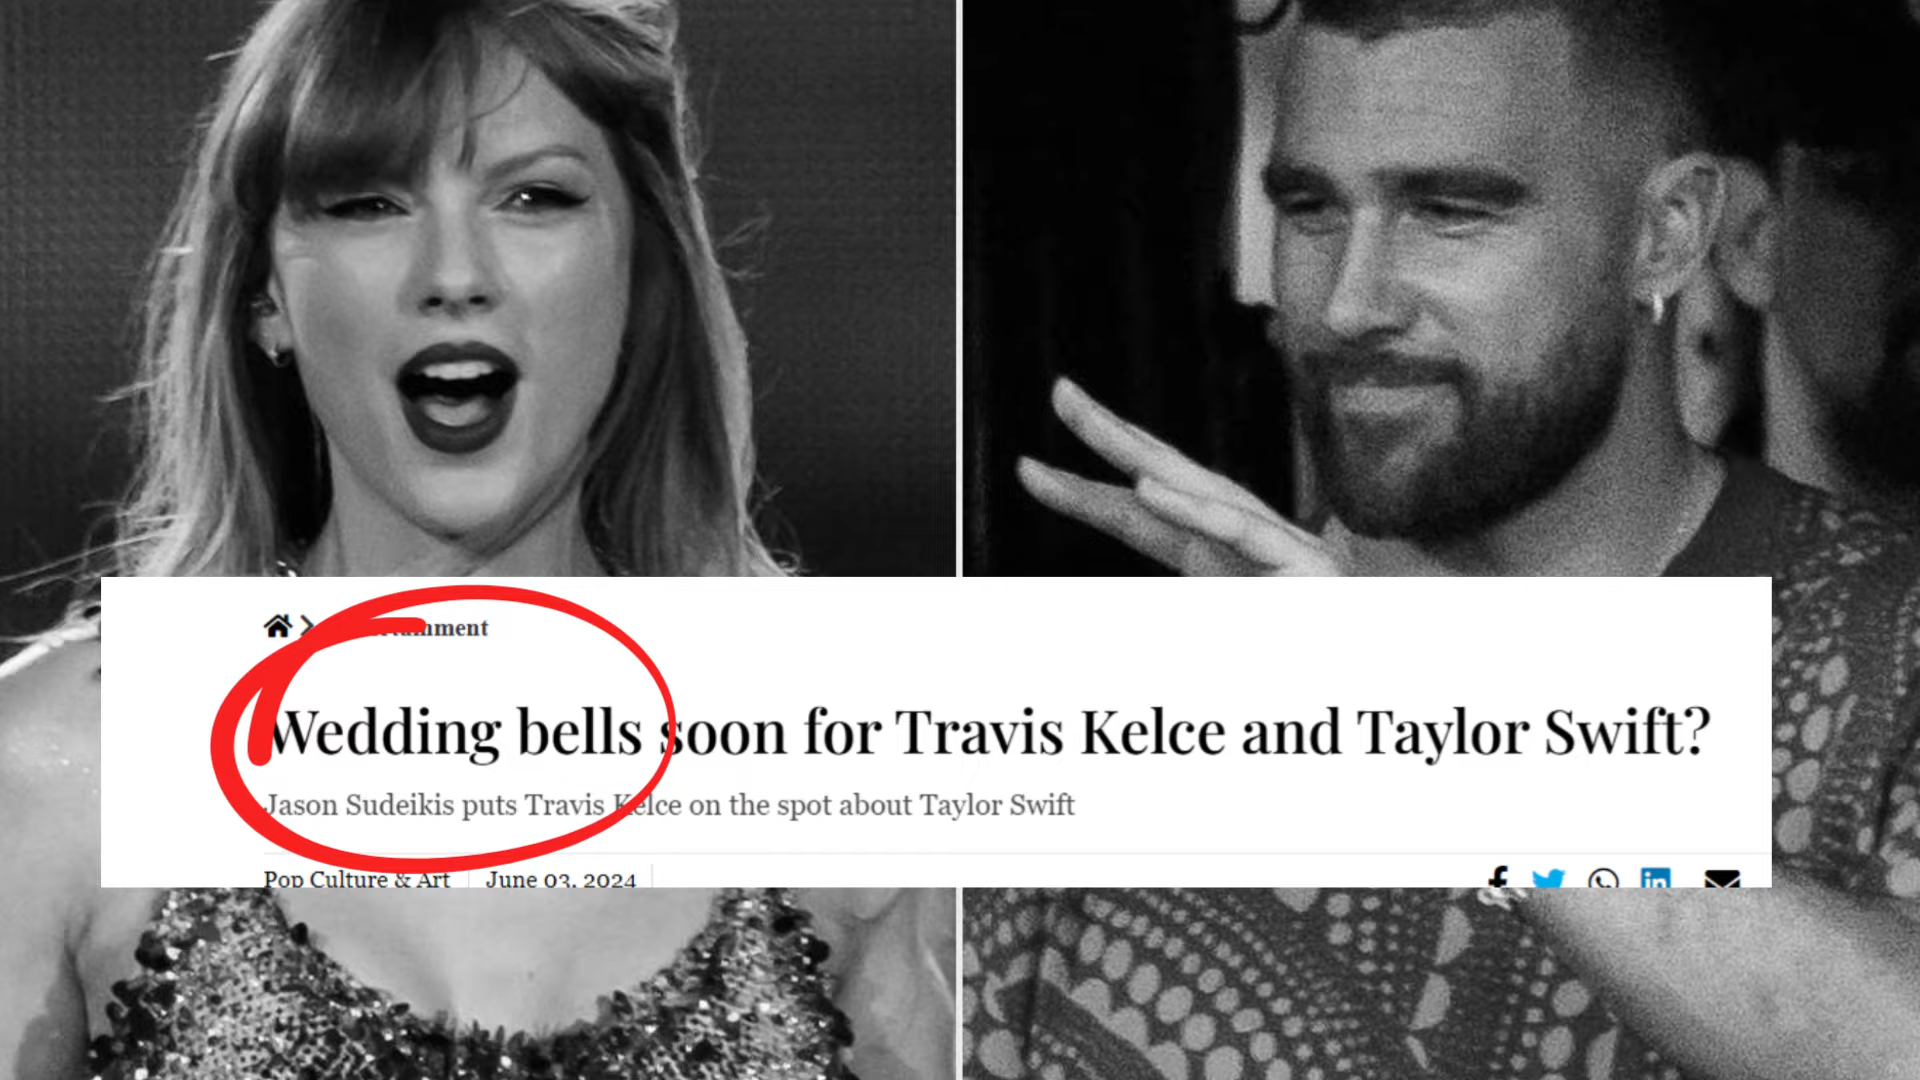 Wedding bells soon for Travis Kelce and Taylor Swift?
Jason Sudeikis puts Travis Kelce on the spot about Taylor Swift
Pop Culture & Art June 03, 2024